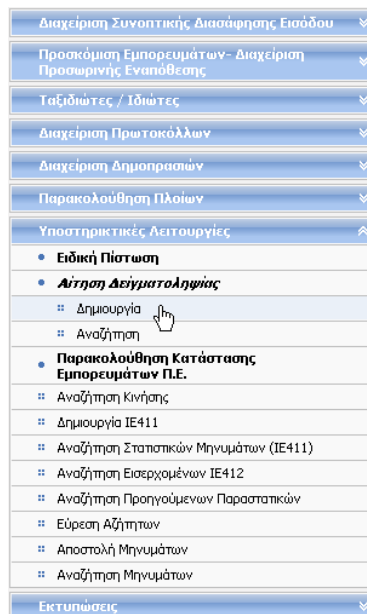 Διαχείριση Συνοπτικής Διασάφησης Εισόδου
Προσκόμιση Εμπορευμάτων- Διαχείριση
Προσωρινής Εναπόθεσης
Ταξιδιώτες / Ιδιώτες
Διαχείριση Πρωτοκόλλων
Διαχείριση Δημοπρασιών
Παρακολούθηση Πλοίων
Υποστηρικτικές Λειτουργίες
Ειδική Πίστωση
Αίτηση Δείγματοληψίας
Δημιουργία
Αναζήτηση
Παρακολούθηση Κατάστασης
Εμπορευμάτων Π.Ε.
Αναζήτηση Κινήσης
Δημιουργία ΙΕ411
Αναζήτηση Στατιστικών Μηνυμάτων (ΙΕ411)
Αναζήτηση Εισερχομένων ΙΕ412
Αναζήτηση Προηγούμενων Παραστατικών
Εύρεση Αζήτητων
Αποστολή Μηνυμάτων
Αναζήτηση Μηνυμάτων
Εκτυπώσεις